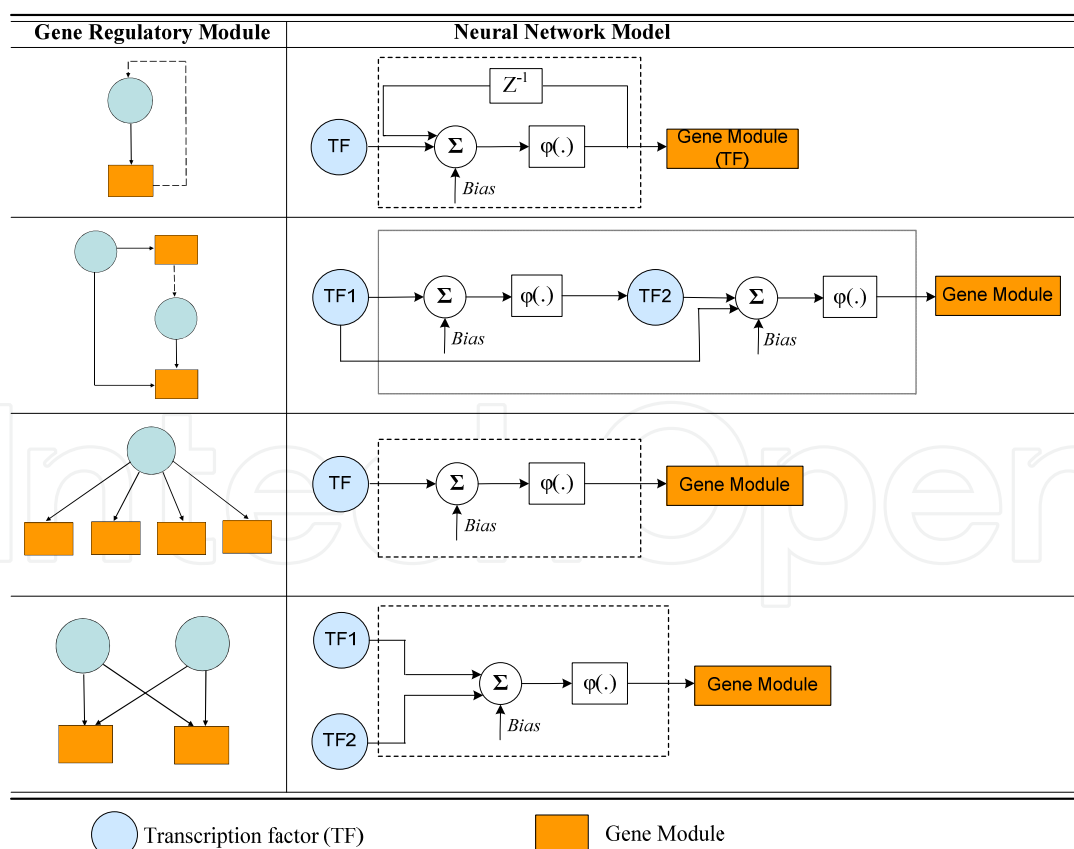 Gene Regulatory Module
Neural Network Model
Z-1
TF
Σ
φ(.)
Gene Module
(TF)
Bias
TF1
Σ
φ(.)
TF2
Σ
φ(.)
Gene Module
Bias
Bias
TF
Σ
φ(.)
Gene Module
Bias
TF1
Σ
φ(.)
Gene Module
Bias
TF2
Transcription factor (TF)
Gene Module
IntechOpen